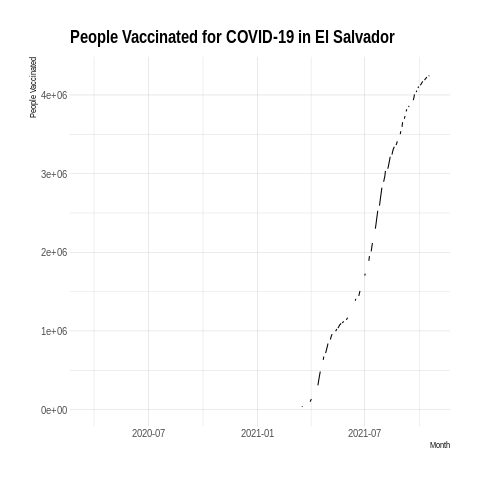 People Vaccinated for COVID-19 in El Salvador
People Vaccinated
4e+06
3e+06
2e+06
1e+06
0e+00
2020-07
2021-01
2021-07
Month